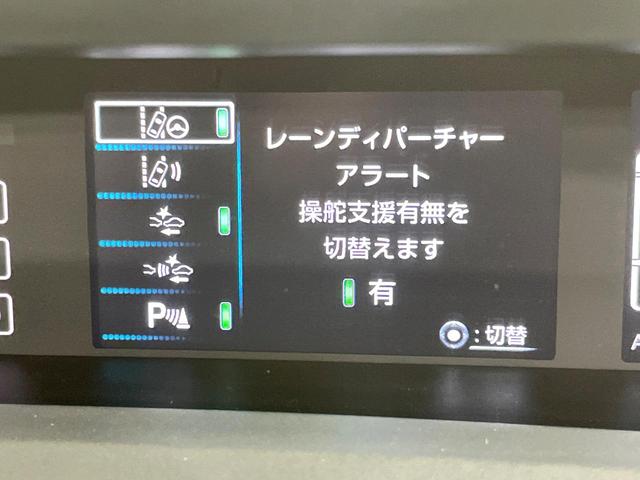 レーンディパーチャー
アラート
操舵支援有無を
切替えます
有
:切替
P
A